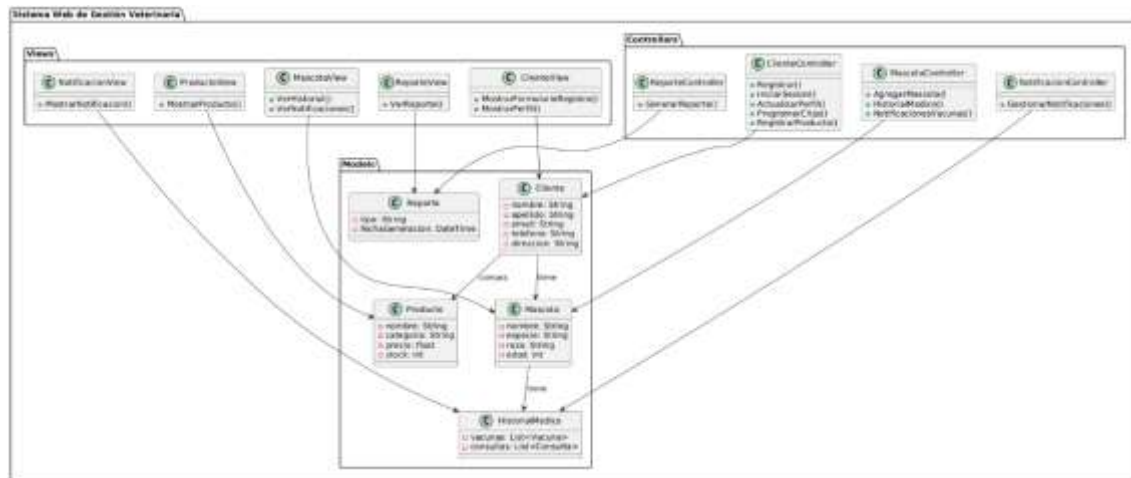 Sistema Web de Gestión Veterinaria
Views
NotificacionView
MostrarNotificacion()
ProductoView
MostrarProducto()
MascotaView
VerHistorial()
VerNotificaciones()
ReporteView
VerReporte()
ClienteView
MostrarFormularioRegistro()
MostrarPerfil()
Controllers
ReporteController
GenerarReporte()
ClienteController
Registrar()
IniciarSesion()
ActualizarPerfil()
ProgramarCitas()
RegistrarProducto()
MascotaController
AgregarMascota()
HistorialMedico()
NotificacionesVacunas()
NotificacionController
GestionarNotificaciones()
Models
Reporte
tipo: String
fechaGeneracion: DateTime
Cliente
nombre: String
apellido: String
email: String
telefono: String
direccion: String
compra
tiene
Producto
nombre: String
categoria: String
precio: float
stock: int
Mascota
nombre: String
especie: String
raza: String
edad: int
tiene
HistorialMedico
vacunas: List<Vacuna>
consultas: List<Consulta>